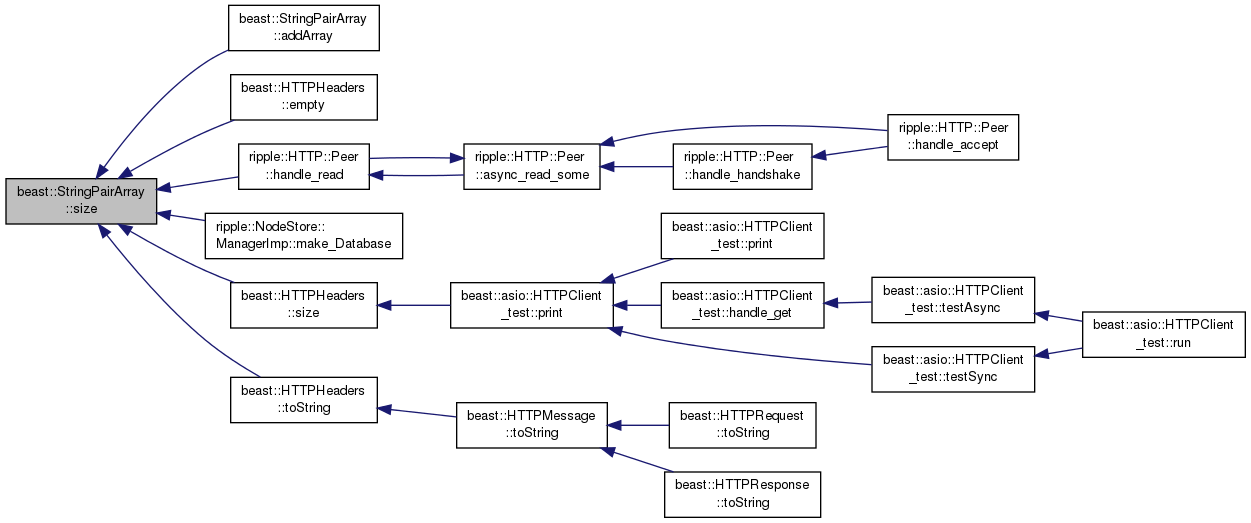 beast::StringPairArray
::size
beast::StringPairArray
::addArray
beast::HTTPHeaders
::empty
ripple::HTTP::Peer
::handle_read
ripple::NodeStore::
ManagerImp::make_Database
beast::HTTPHeaders
::size
beast::HTTPHeaders
::toString
ripple::HTTP::Peer
::async_read_some
beast::asio::HTTPClient
_test::print
beast::HTTPMessage
::toString
ripple::HTTP::Peer
::handle_handshake
beast::asio::HTTPClient
_test::print
beast::asio::HTTPClient
_test::handle_get
beast::HTTPRequest
::toString
beast::HTTPResponse
::toString
ripple::HTTP::Peer
::handle_accept
beast::asio::HTTPClient
_test::testAsync
beast::asio::HTTPClient
_test::testSync
beast::asio::HTTPClient
_test::run